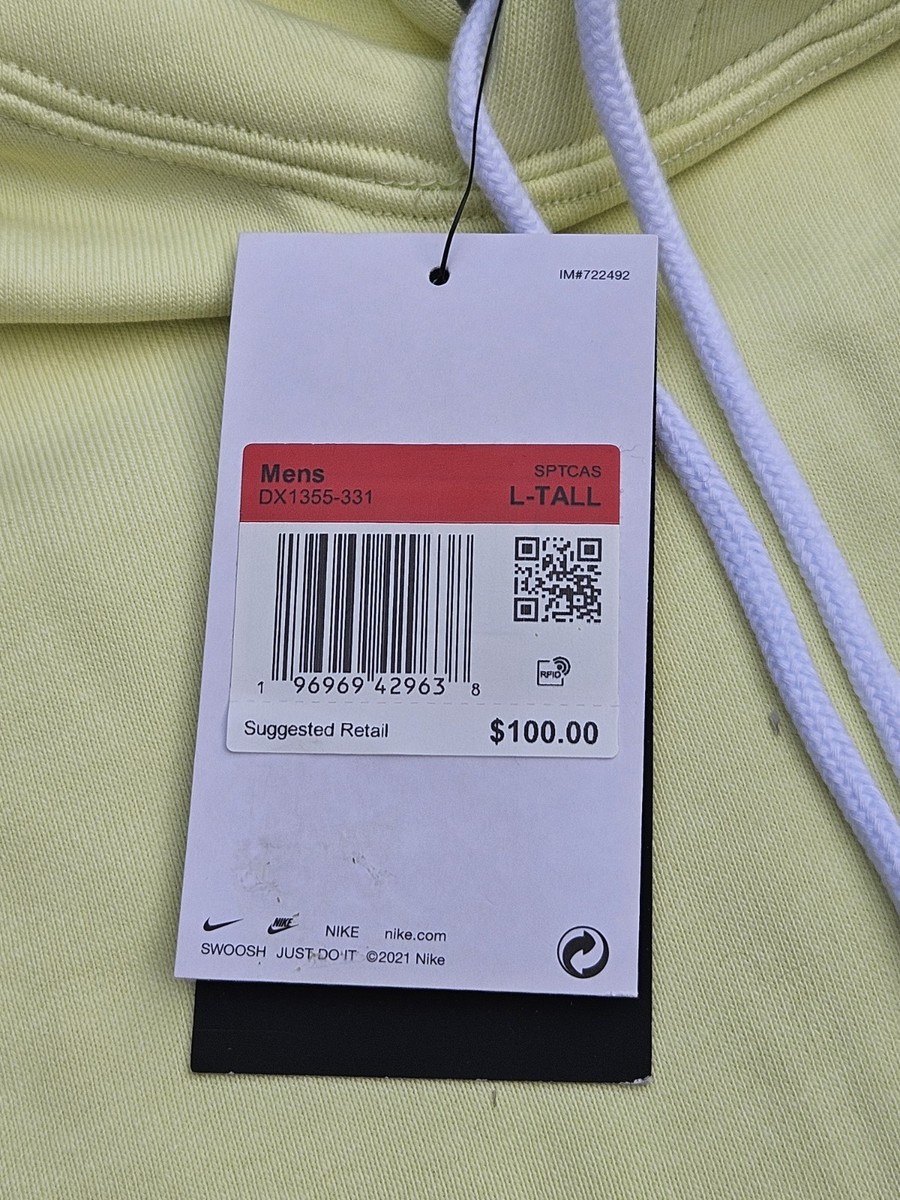 IM#722492
Mens SPTCAS
DX1355-331 L-TALL
RFID
1 96969 42963 8
Suggested Retail $100.00
NIKE NIKE nike.com
SWOOSH JUST DO IT ©2021 Nike